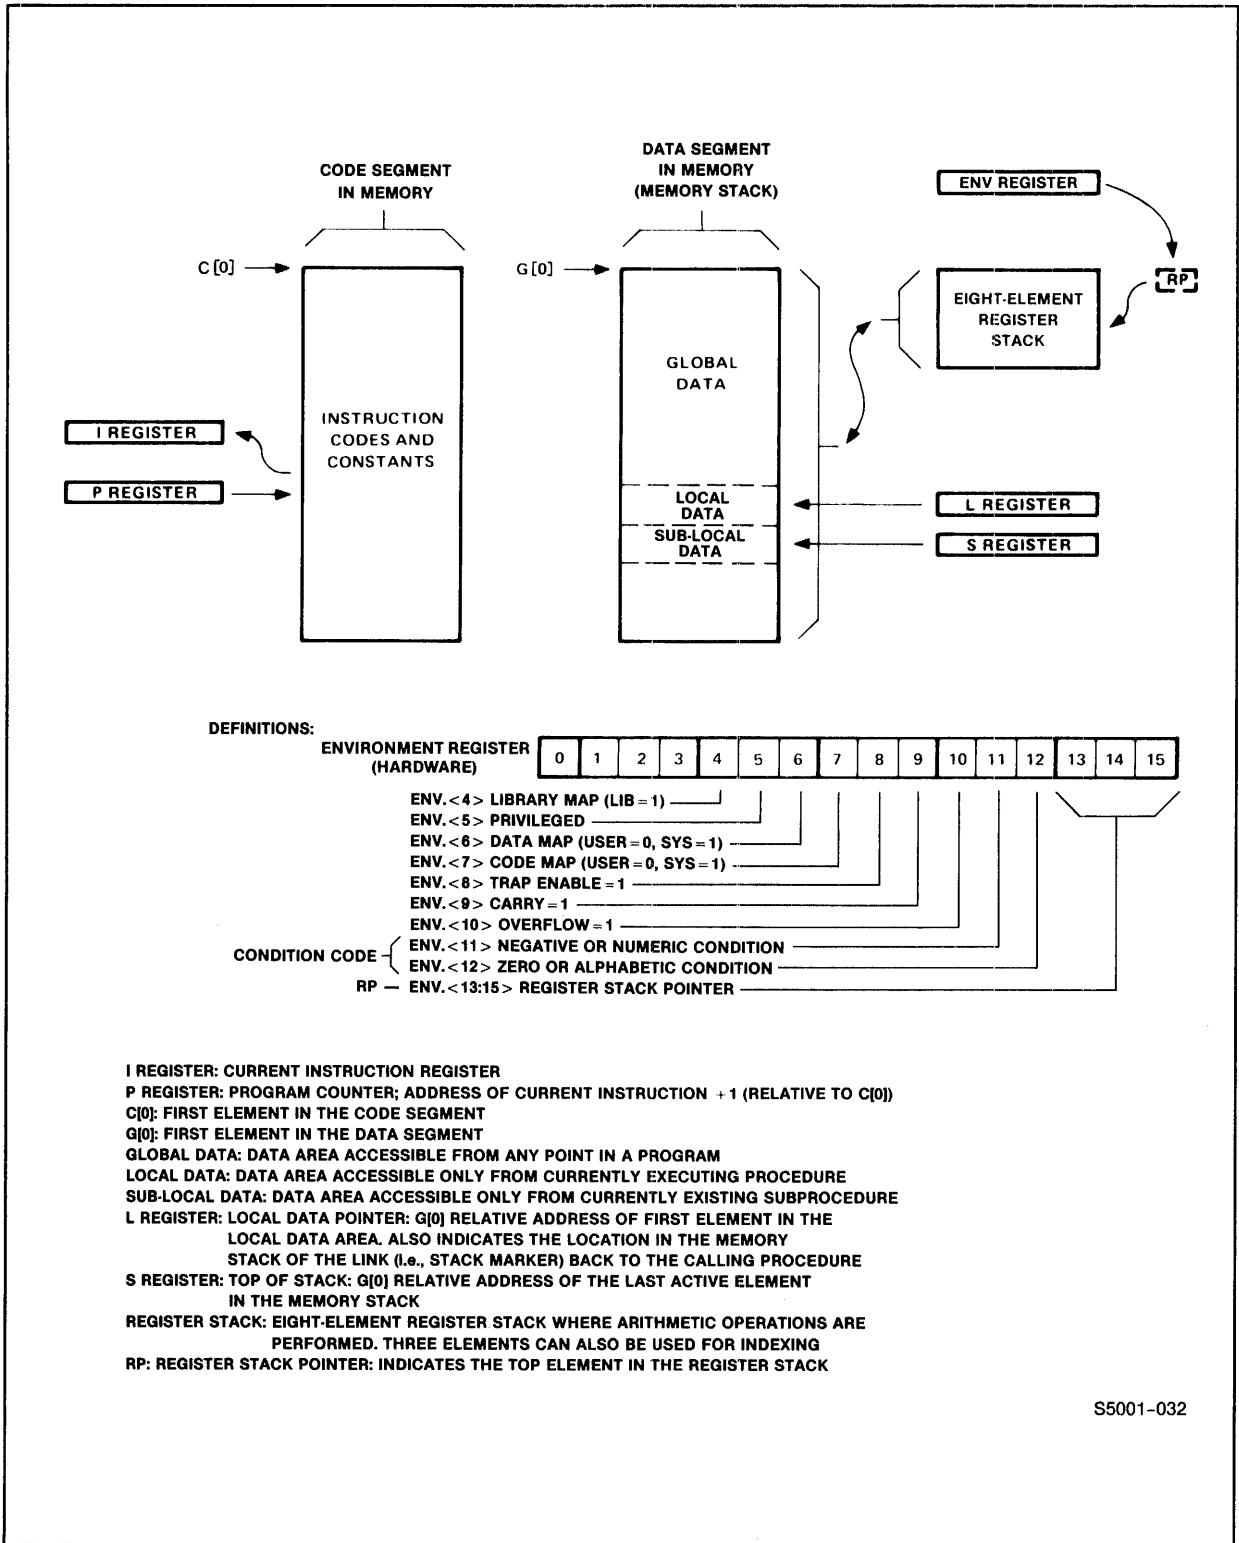 CODE SEGMENT
IN MEMORY
DATA SEGMENT
IN MEMORY
(MEMORY STACK)
ENV REGISTER
C [0]
G [0]
RP
EIGHT-ELEMENT
REGISTER
STACK
GLOBAL
DATA
INSTRUCTION
CODES AND
CONSTANTS
I REGISTER
P REGISTER
LOCAL
DATA
L REGISTER
SUB-LOCAL
DATA
S REGISTER
DEFINITIONS:
ENVIRONMENT REGISTER
(HARDWARE)
0 1 2 3 4 5 6 7 8 9 10 11 12 13 14 15
ENV.<4> LIBRARY MAP (LIB = 1)
ENV.<5> PRIVILEGED
ENV.<6> DATA MAP (USER = 0, SYS = 1)
ENV.<7> CODE MAP (USER = 0, SYS = 1)
ENV.<8> TRAP ENABLE = 1
ENV.<9> CARRY = 1
ENV.<10> OVERFLOW = 1
CONDITION CODE
ENV.<11> NEGATIVE OR NUMERIC CONDITION
ENV.<12> ZERO OR ALPHABETIC CONDITION
RP — ENV.<13:15> REGISTER STACK POINTER
I REGISTER: CURRENT INSTRUCTION REGISTER
P REGISTER: PROGRAM COUNTER; ADDRESS OF CURRENT INSTRUCTION +1 (RELATIVE TO C[0])
C[0]: FIRST ELEMENT IN THE CODE SEGMENT
G[0]: FIRST ELEMENT IN THE DATA SEGMENT
GLOBAL DATA: DATA AREA ACCESSIBLE FROM ANY POINT IN A PROGRAM
LOCAL DATA: DATA AREA ACCESSIBLE ONLY FROM CURRENTLY EXECUTING PROCEDURE
SUB-LOCAL DATA: DATA AREA ACCESSIBLE ONLY FROM CURRENTLY EXISTING SUBPROCEDURE
L REGISTER: LOCAL DATA POINTER: G[0] RELATIVE ADDRESS OF FIRST ELEMENT IN THE
LOCAL DATA AREA. ALSO INDICATES THE LOCATION IN THE MEMORY
STACK OF THE LINK (i.e., STACK MARKER) BACK TO THE CALLING PROCEDURE
S REGISTER: TOP OF STACK: G[0] RELATIVE ADDRESS OF THE LAST ACTIVE ELEMENT
IN THE MEMORY STACK
REGISTER STACK: EIGHT-ELEMENT REGISTER STACK WHERE ARITHMETIC OPERATIONS ARE
PERFORMED. THREE ELEMENTS CAN ALSO BE USED FOR INDEXING
RP: REGISTER STACK POINTER: INDICATES THE TOP ELEMENT IN THE REGISTER STACK
S5001-032